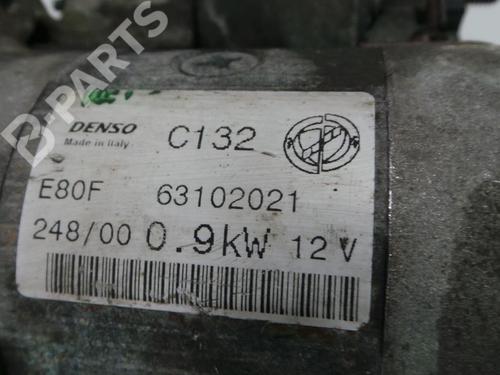 B-PARTS
DENSO C132
Made in Italy
E80F 63102021
248/00 0.9kW 12 V